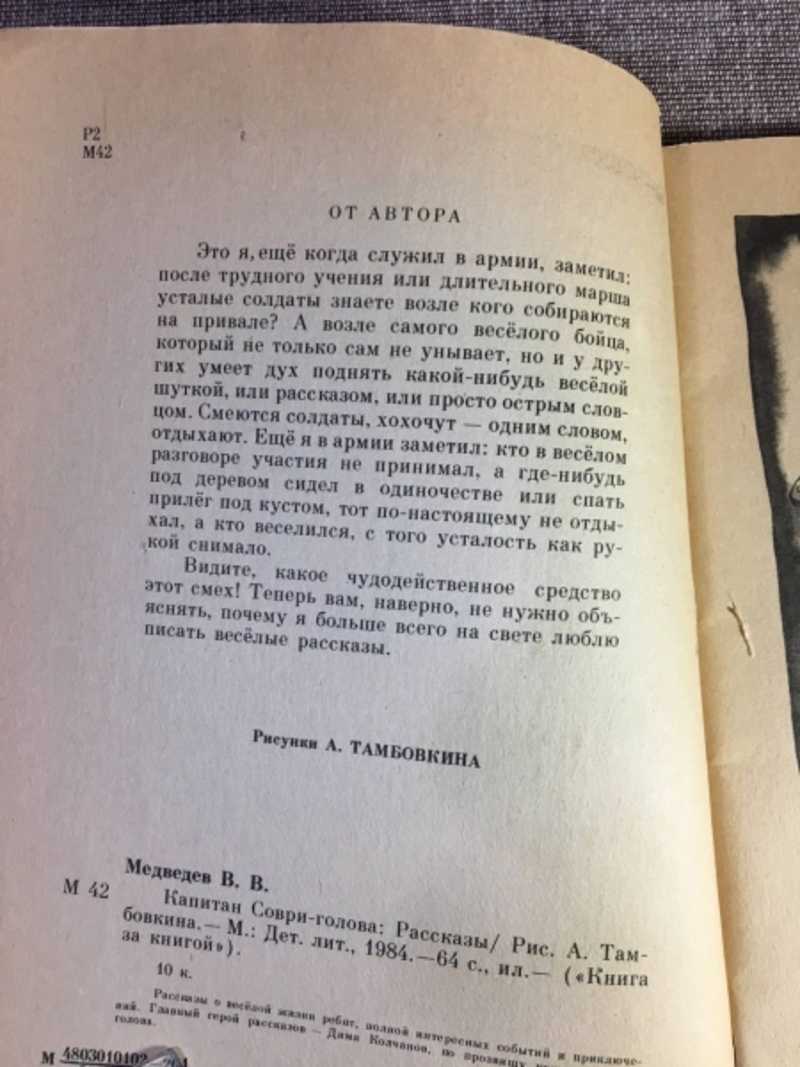 Р2
М42
ОТ АВТОРА
Это я, ещё когда служил в армии, заметил:
после трудного учения или длительного марша
усталые солдаты знаете возле кого собираются
на привале? А возле самого весёлого бойца,
который не только сам не унывает, но и у дру-
гих умеет дух поднять какой-нибудь весёлой
шуткой, или рассказом, или просто острым слов-
цом. Смеются солдаты, хохочут — одним словом,
отдыхают. Ещё я в армии заметил: кто в весёлом
разговоре участия не принимал, а где-нибудь
под деревом сидел в одиночестве или спать
прилёг под кустом, тот по-настоящему не отды-
хал, а кто веселился, с того усталость как ру-
кой снимало.
Видите, какое чудодейственное средство
этот смех! Теперь вам, наверно, не нужно объ-
яснять, почему я больше всего на свете люблю
писать весёлые рассказы.
Рисунки А. ТАМБОВКИНА
Медведев В. В.
М 42
Капитан Соври-голова: Рассказы/ Рис. А. Там-
бовкина.— М.: Дет. лит., 1984.—64 с., ил.— («Книга
за книгой»).
10 к.
Рассказы о весёлой жизни ребят, полной интересных событий и приключе-
ний. Главный герой рассказов — Дима Колчанов, по прозвищу
голова.
М 4803010102